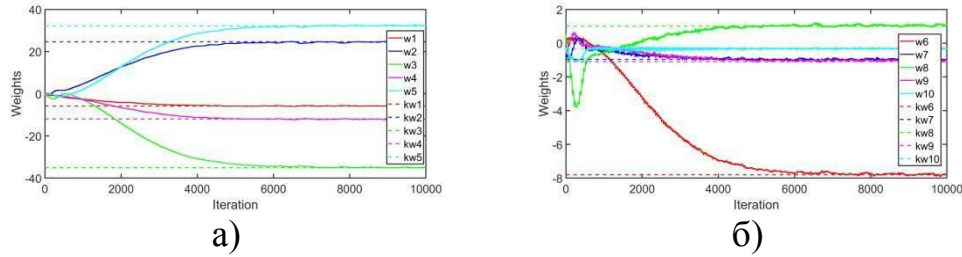 40
20
0
-20
-40
Weights
0
2000
4000
6000
8000
10000
Iteration
w1
w2
w3
w4
w5
kw1
kw2
kw3
kw4
kw5
а)
2
0
-2
-4
-6
-8
Weights
0
2000
4000
6000
8000
10000
Iteration
w6
w7
w8
w9
w10
kw6
kw7
kw8
kw9
kw10
б)